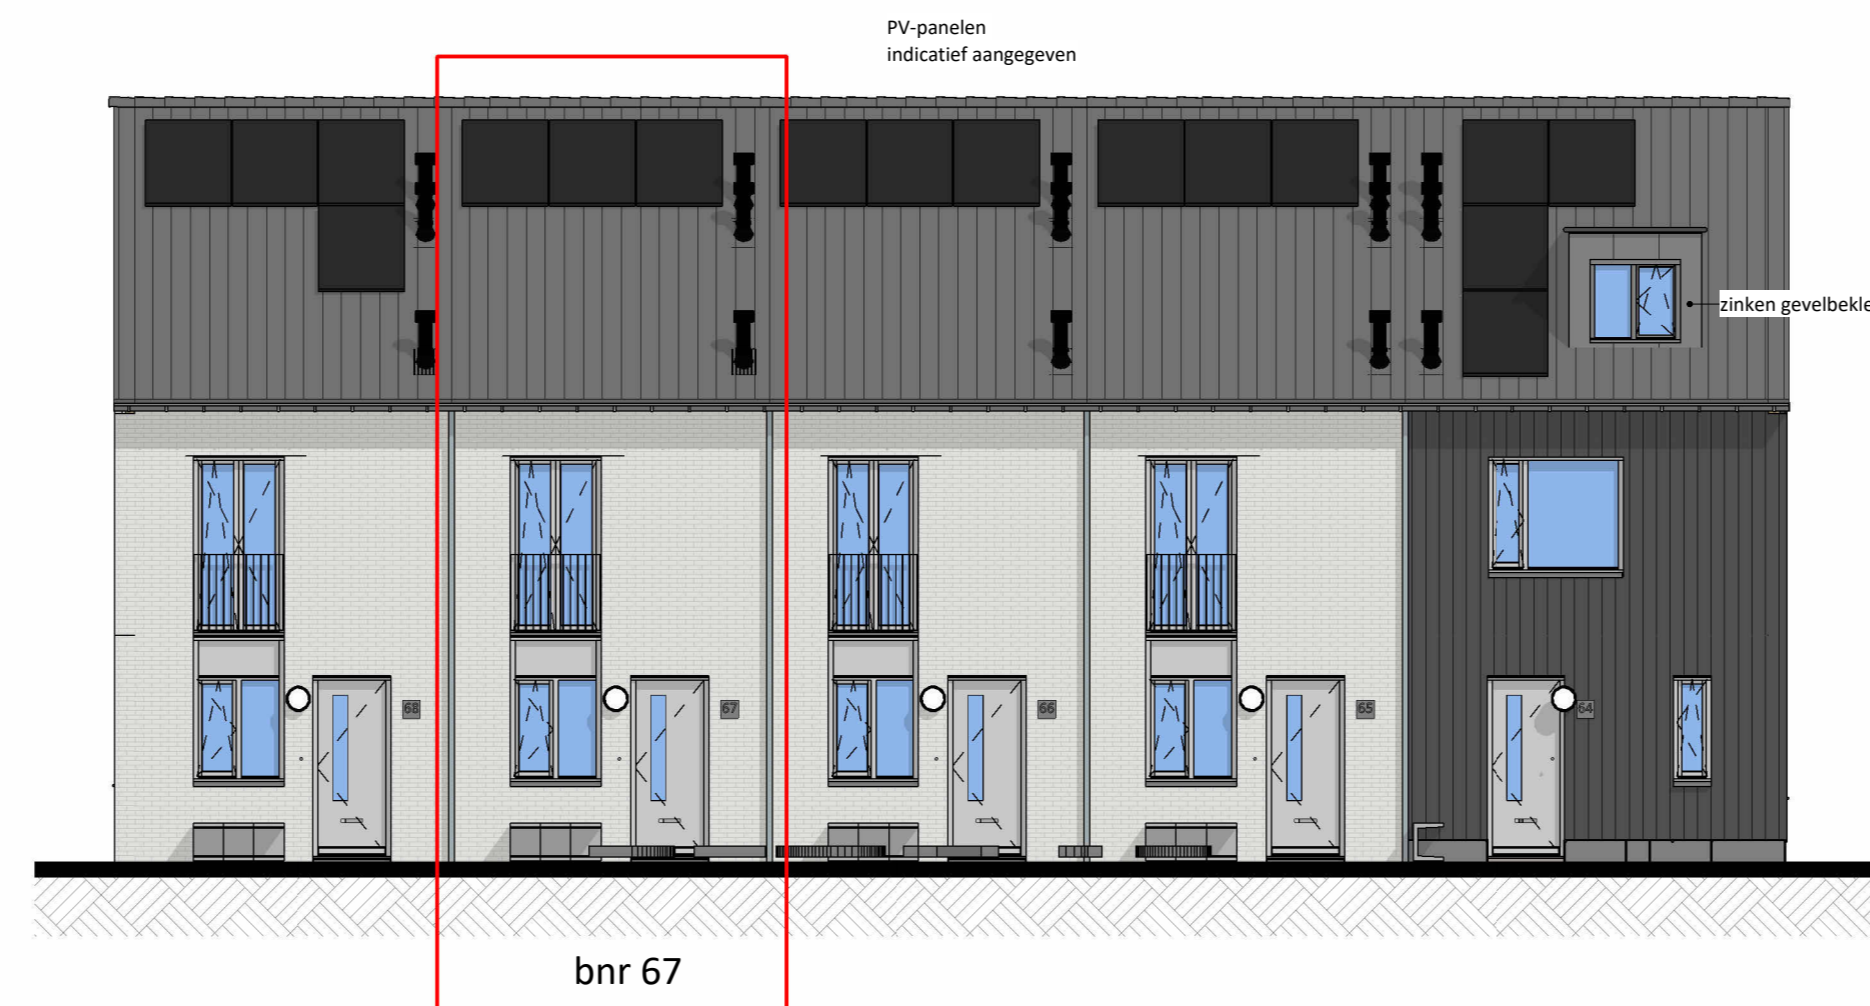 PV-panelen
indicatief aangegeven
zinken gevelbekle
68
67
66
65
64
bnr 67